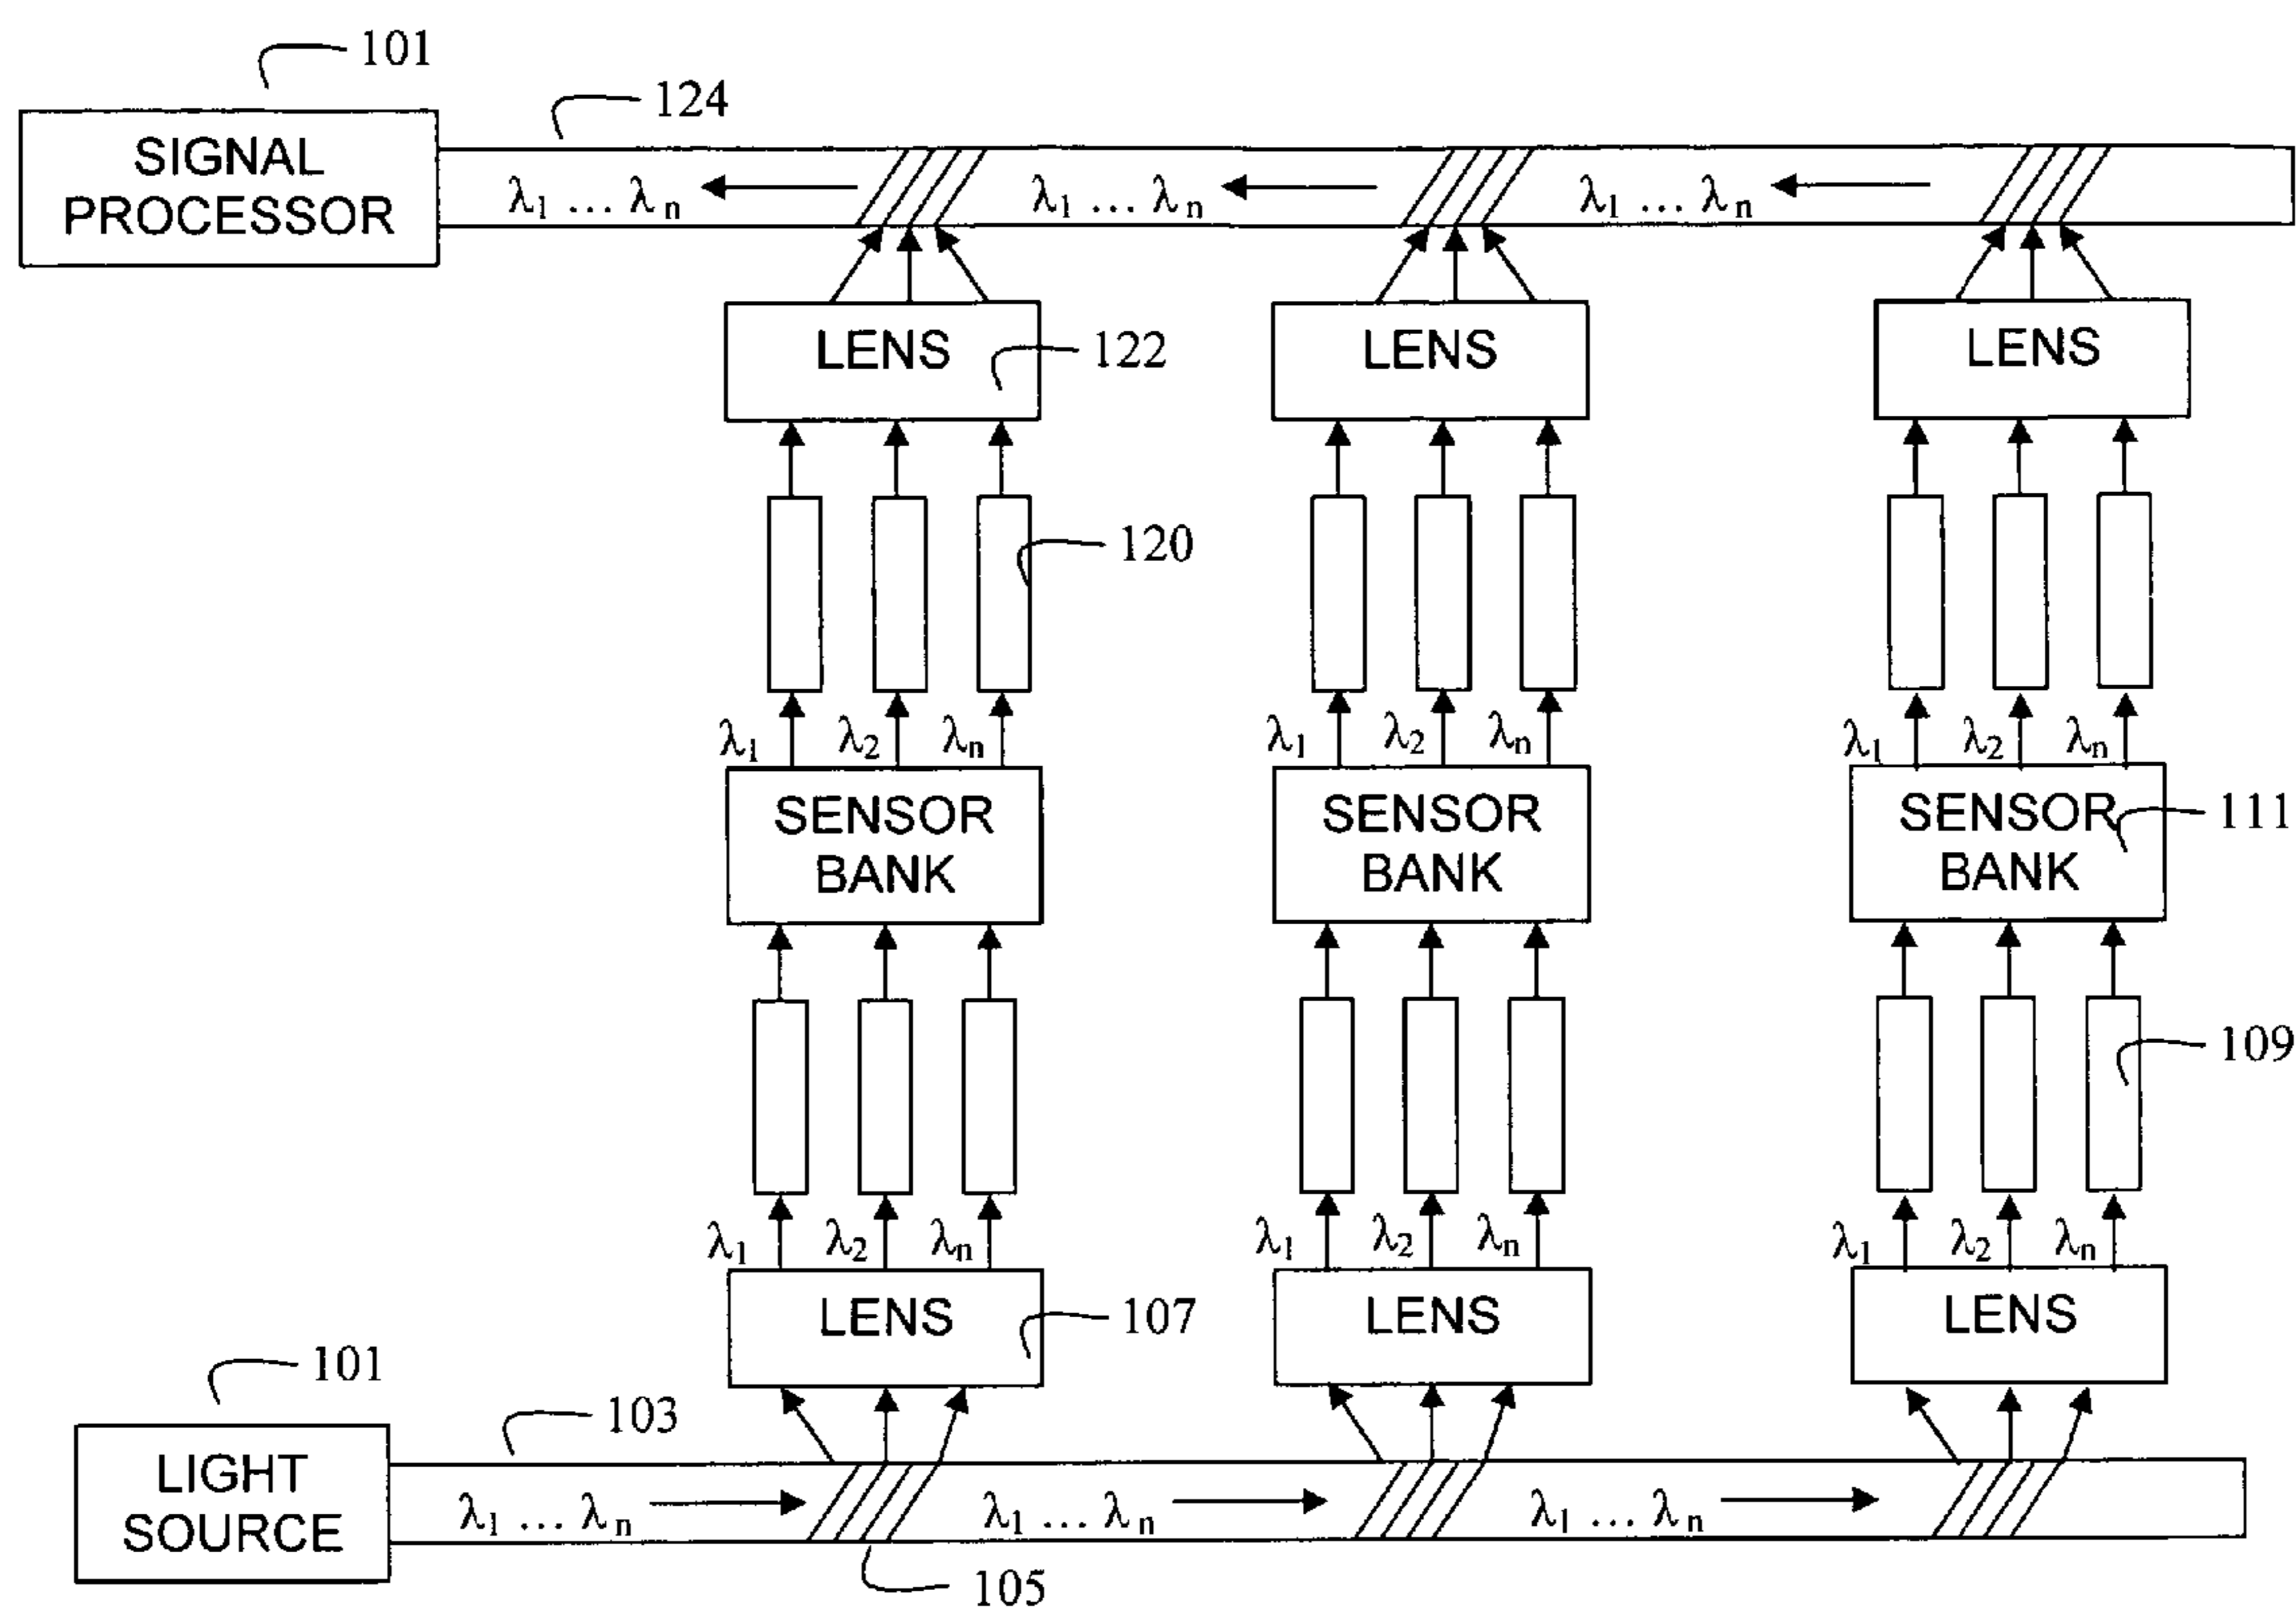 101
124
SIGNAL
PROCESSOR
λ1 ... λn
λ1 ... λn
λ1 ... λn
LENS
122
LENS
LENS
120
λ1 λ2 λn
λ1 λ2 λn
λ1 λ2 λn
SENSOR
BANK
SENSOR
BANK
SENSOR
BANK
111
109
λ1 λ2 λn
λ1 λ2 λn
λ1 λ2 λn
LENS
107
LENS
LENS
101
103
LIGHT
SOURCE
λ1 ... λn
λ1 ... λn
λ1 ... λn
105